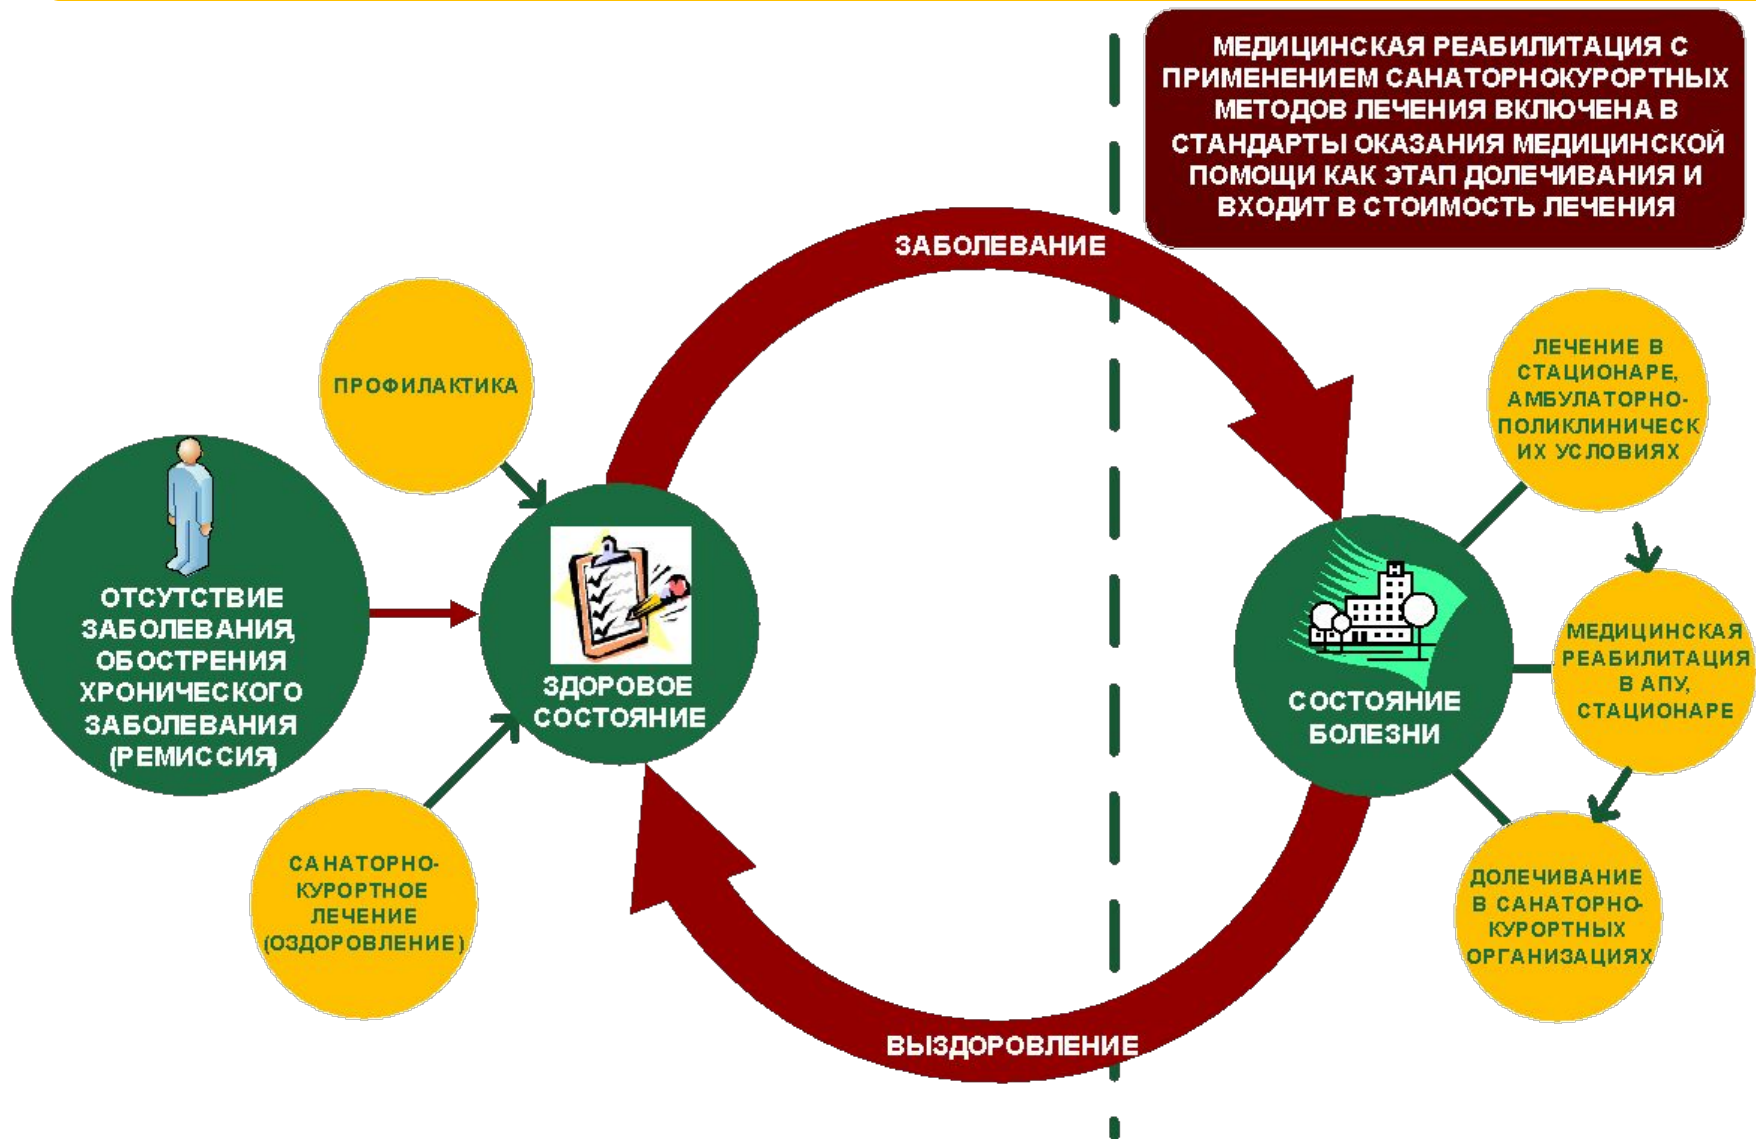 МЕДИЦИНСКАЯ РЕАБИЛИТАЦИЯ С
ПРИМЕНЕНИЕМ САНАТОРНОКУРОРТНЫХ
МЕТОДОВ ЛЕЧЕНИЯ ВКЛЮЧЕНА В
СТАНДАРТЫ ОКАЗАНИЯ МЕДИЦИНСКОЙ
ПОМОЩИ КАК ЭТАП ДОЛЕЧИВАНИЯ И
ВХОДИТ В СТОИМОСТЬ ЛЕЧЕНИЯ
ЗАБОЛЕВАНИЕ
ПРОФИЛАКТИКА
ЛЕЧЕНИЕ В
СТАЦИОНАРЕ,
АМБУЛАТОРНО-
ПОЛИКЛИНИЧЕСК
ИХ УСЛОВИЯХ
ОТСУТСТВИЕ
ЗАБОЛЕВАНИЯ,
ОБОСТРЕНИЯ
ХРОНИЧЕСКОГО
ЗАБОЛЕВАНИЯ
(РЕМИССИЯ)
ЗДОРОВОЕ
СОСТОЯНИЕ
H
СОСТОЯНИЕ
БОЛЕЗНИ
МЕДИЦИНСКАЯ
РЕАБИЛИТАЦИЯ
В АПУ,
СТАЦИОНАРЕ
САНАТОРНО-
КУРОРТНОЕ
ЛЕЧЕНИЕ
(ОЗДОРОВЛЕНИЕ)
ДОЛЕЧИВАНИЕ
В САНАТОРНО-
КУРОРТНЫХ
ОРГАНИЗАЦИЯХ
ВЫЗДОРОВЛЕНИЕ